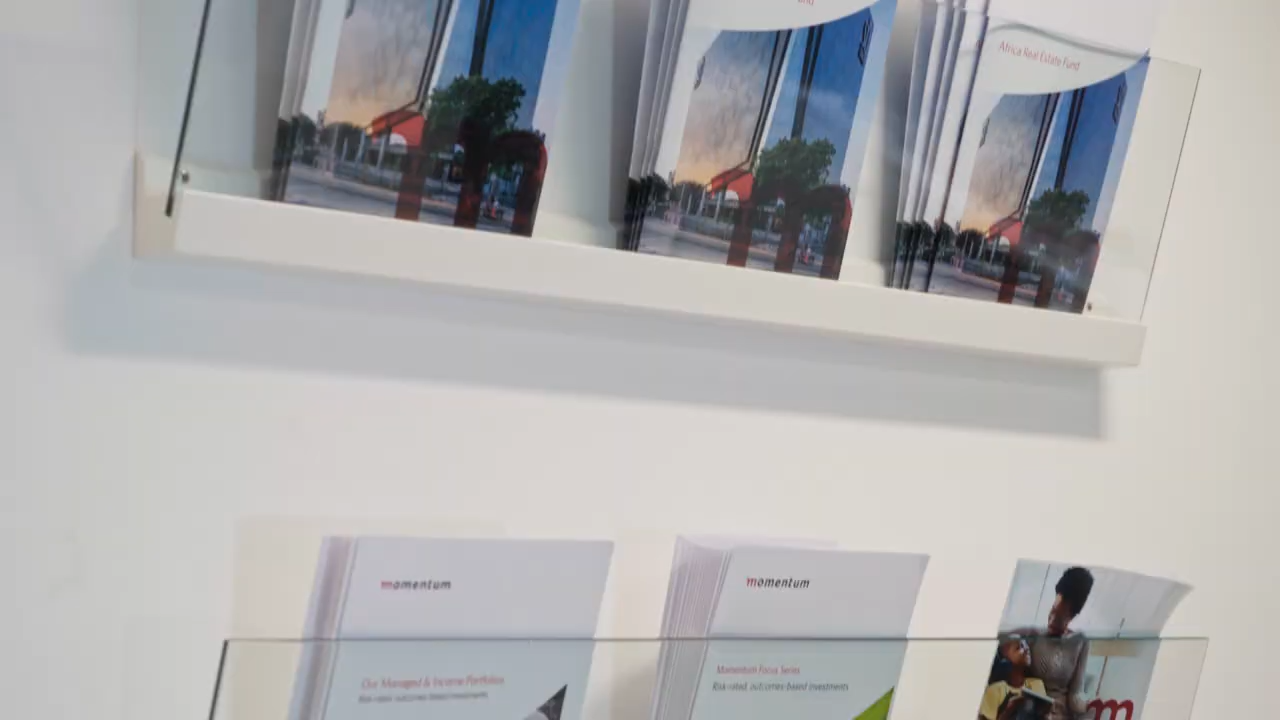 Africa Real Estate Fund
momentum
Our Managed & Income Portfolios
Risk-rated, outcomes-based investments
momentum
Momentum Focus Series
Risk-rated, outcomes-based investments
m